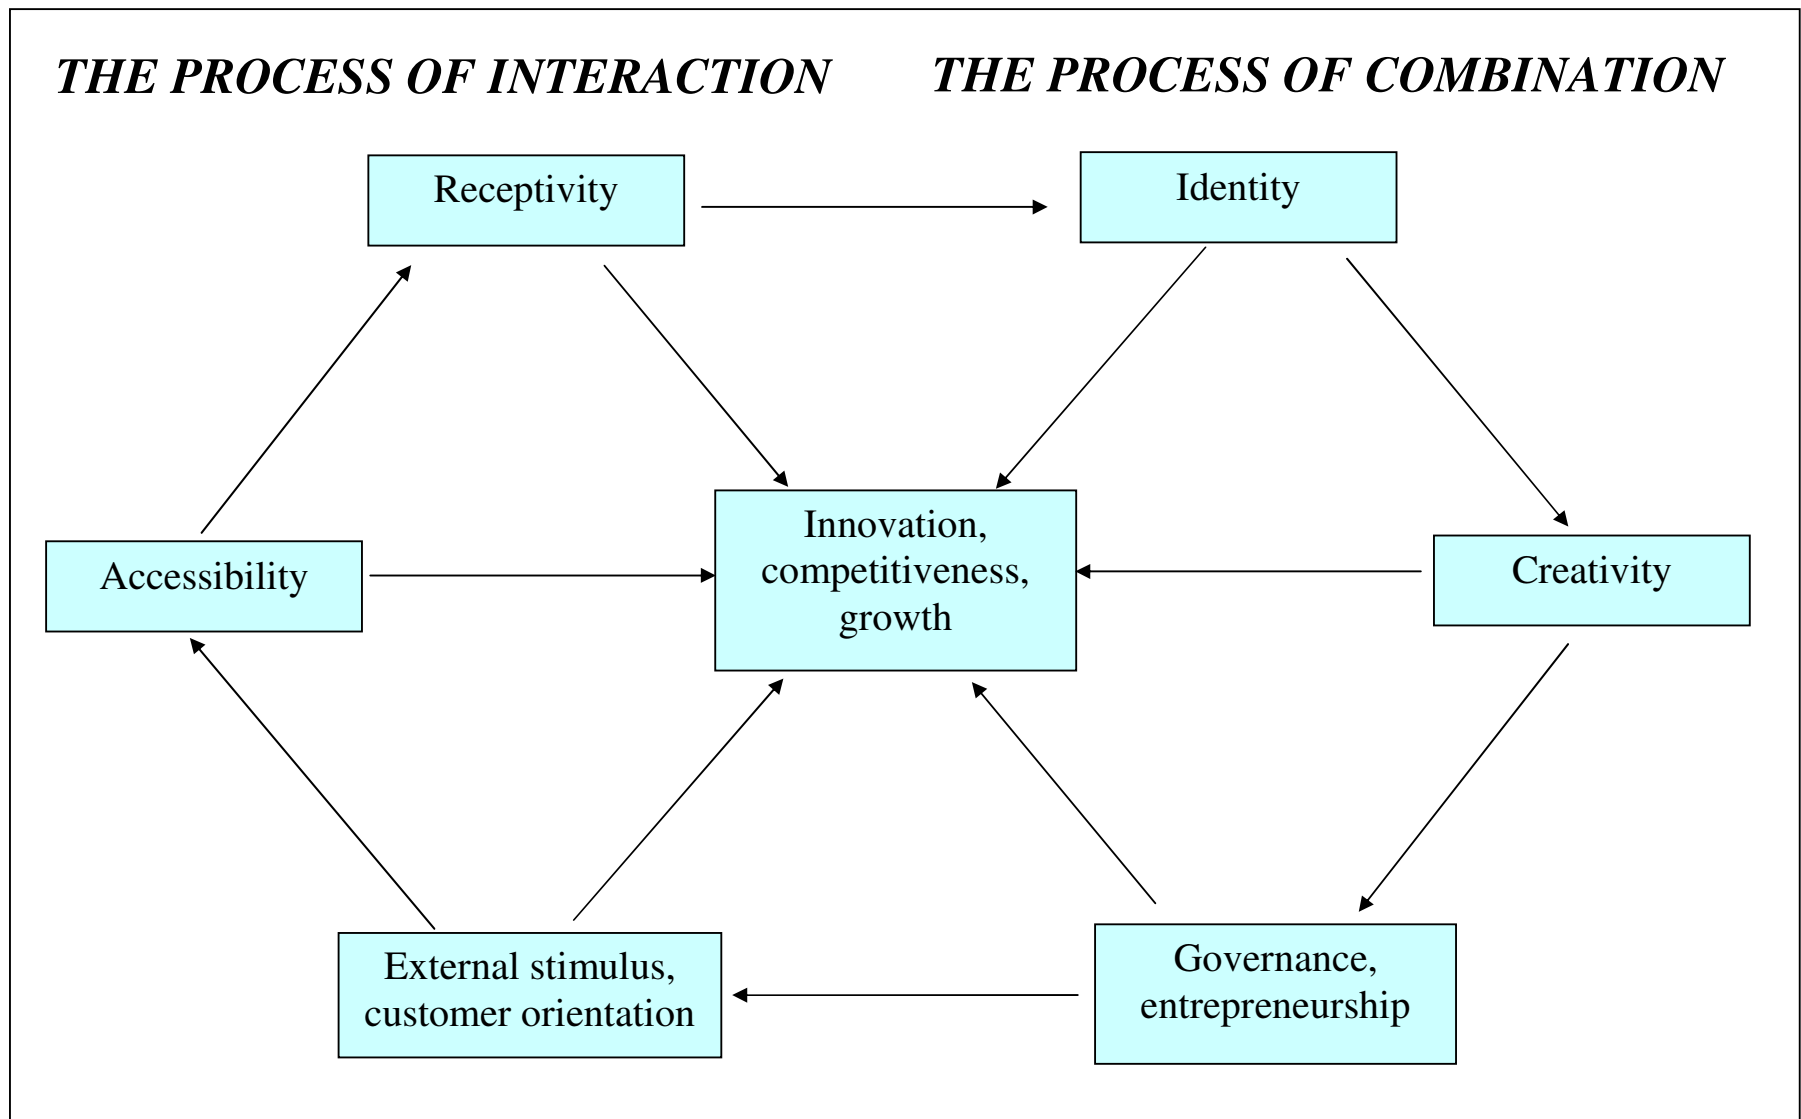 THE PROCESS OF INTERACTION
THE PROCESS OF COMBINATION
Receptivity
Identity
Innovation,
competitiveness,
growth
Accessibility
Creativity
External stimulus,
customer orientation
Governance,
entrepreneurship